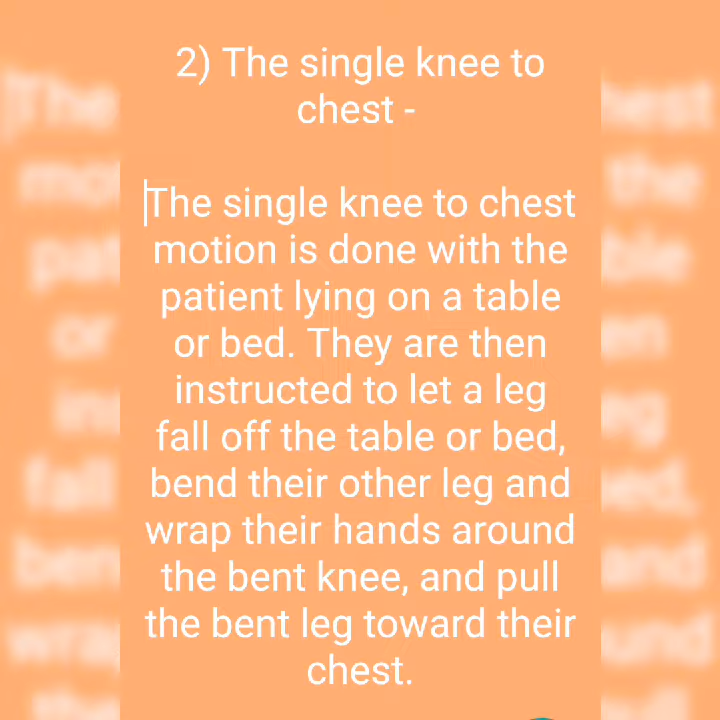 2) The single knee to
chest -
The single knee to chest
motion is done with the
patient lying on a table
or bed. They are then
instructed to let a leg
fall off the table or bed,
bend their other leg and
wrap their hands around
the bent knee, and pull
the bent leg toward their
chest.